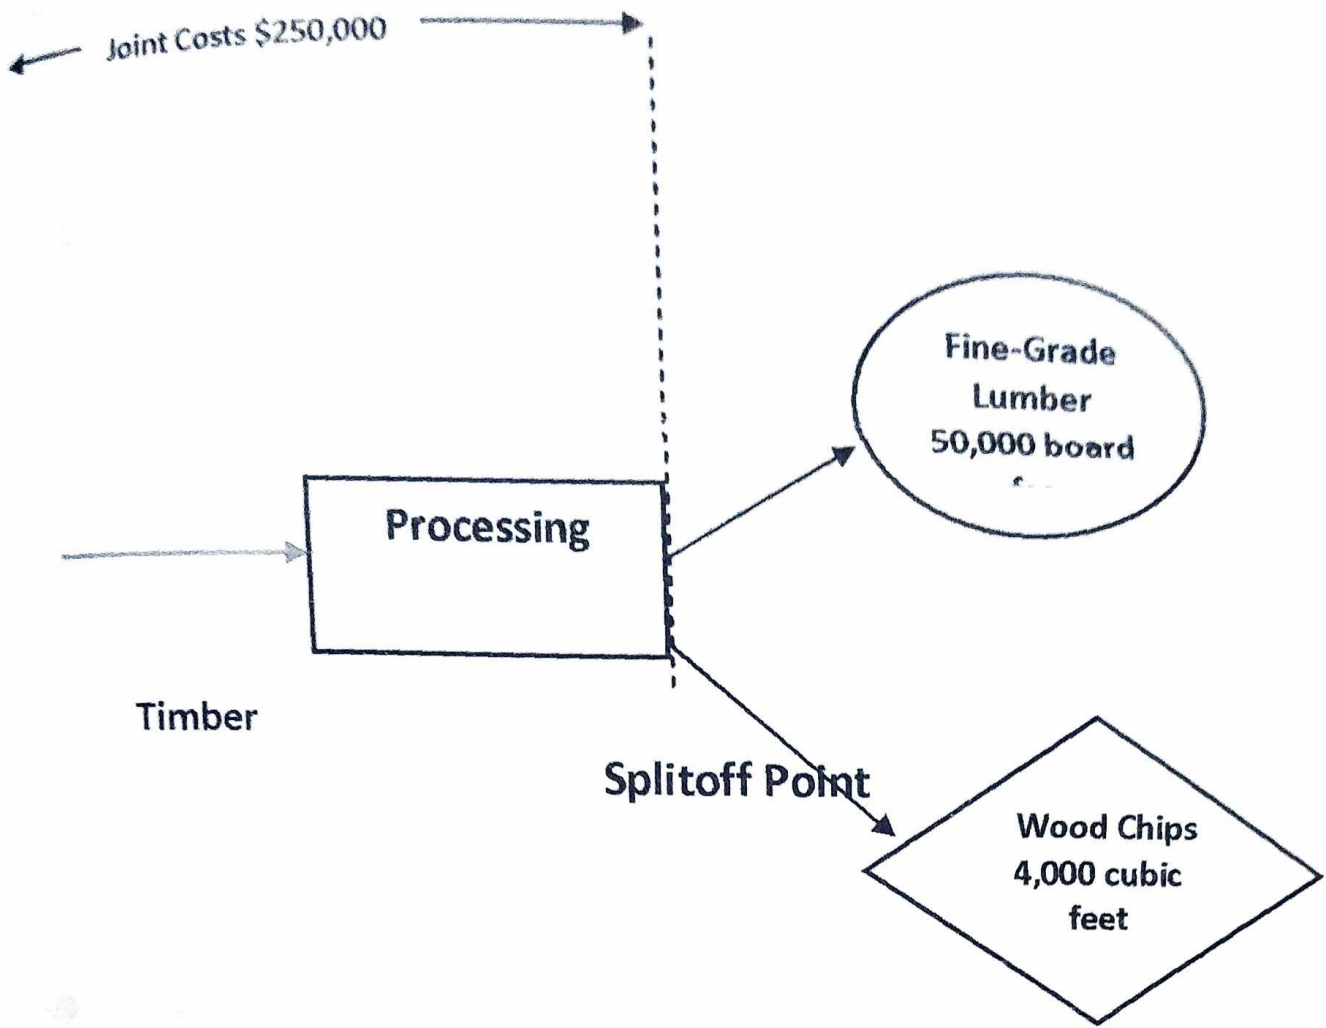 Joint Costs $250,000
Fine-Grade
Lumber
50,000 board
Processing
Timber
Splitoff Point
Wood Chips
4,000 cubic
feet